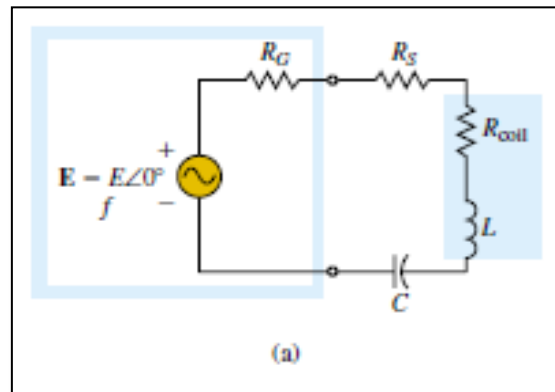 R_G
R_S
R_coil
+
E = E∠0°
f
−
L
C
(a)